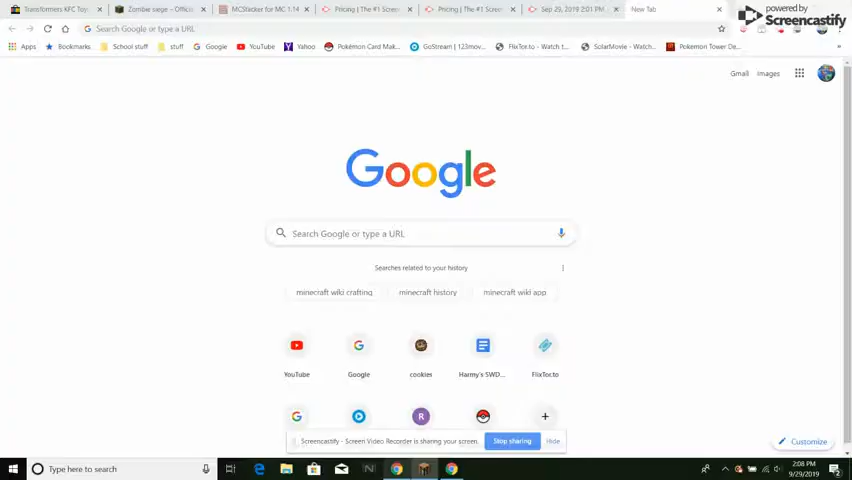 Transformers KFC Toy
Zombie siege – Offici
MCStacker for MC 1.14
Pricing | The #1 Scree
Pricing | The #1 Scree
Sep 29, 2019 2:01 PM
New Tab
powered by
Screencastify
Search Google or type a URL
Apps
Bookmarks
School stuff
stuff
Google
YouTube
Yahoo
Pokémon Card Mak...
GoStream | 123mov...
FlixTor.to - Watch t...
SolarMovie - Watch...
Pokemon Tower De...
»
Gmail
Images
Google
Search Google or type a URL
Searches related to your history
minecraft wiki crafting
minecraft history
minecraft wiki app
YouTube
Google
cookies
Harmy's SWD...
FlixTor.to
R
Screencastify - Screen Video Recorder is sharing your screen.
Stop sharing
Hide
Customize
Type here to search
2:08 PM
9/29/2019
2